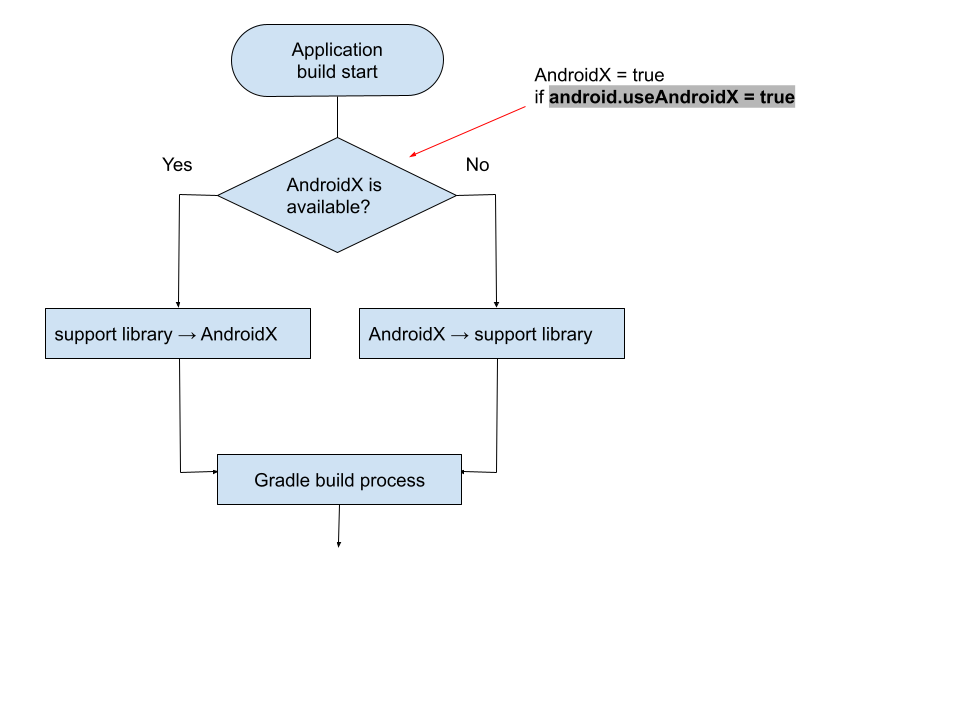 Application
build start
AndroidX = true
if android.useAndroidX = true
Yes
No
AndroidX is
available?
support library → AndroidX
AndroidX → support library
Gradle build process